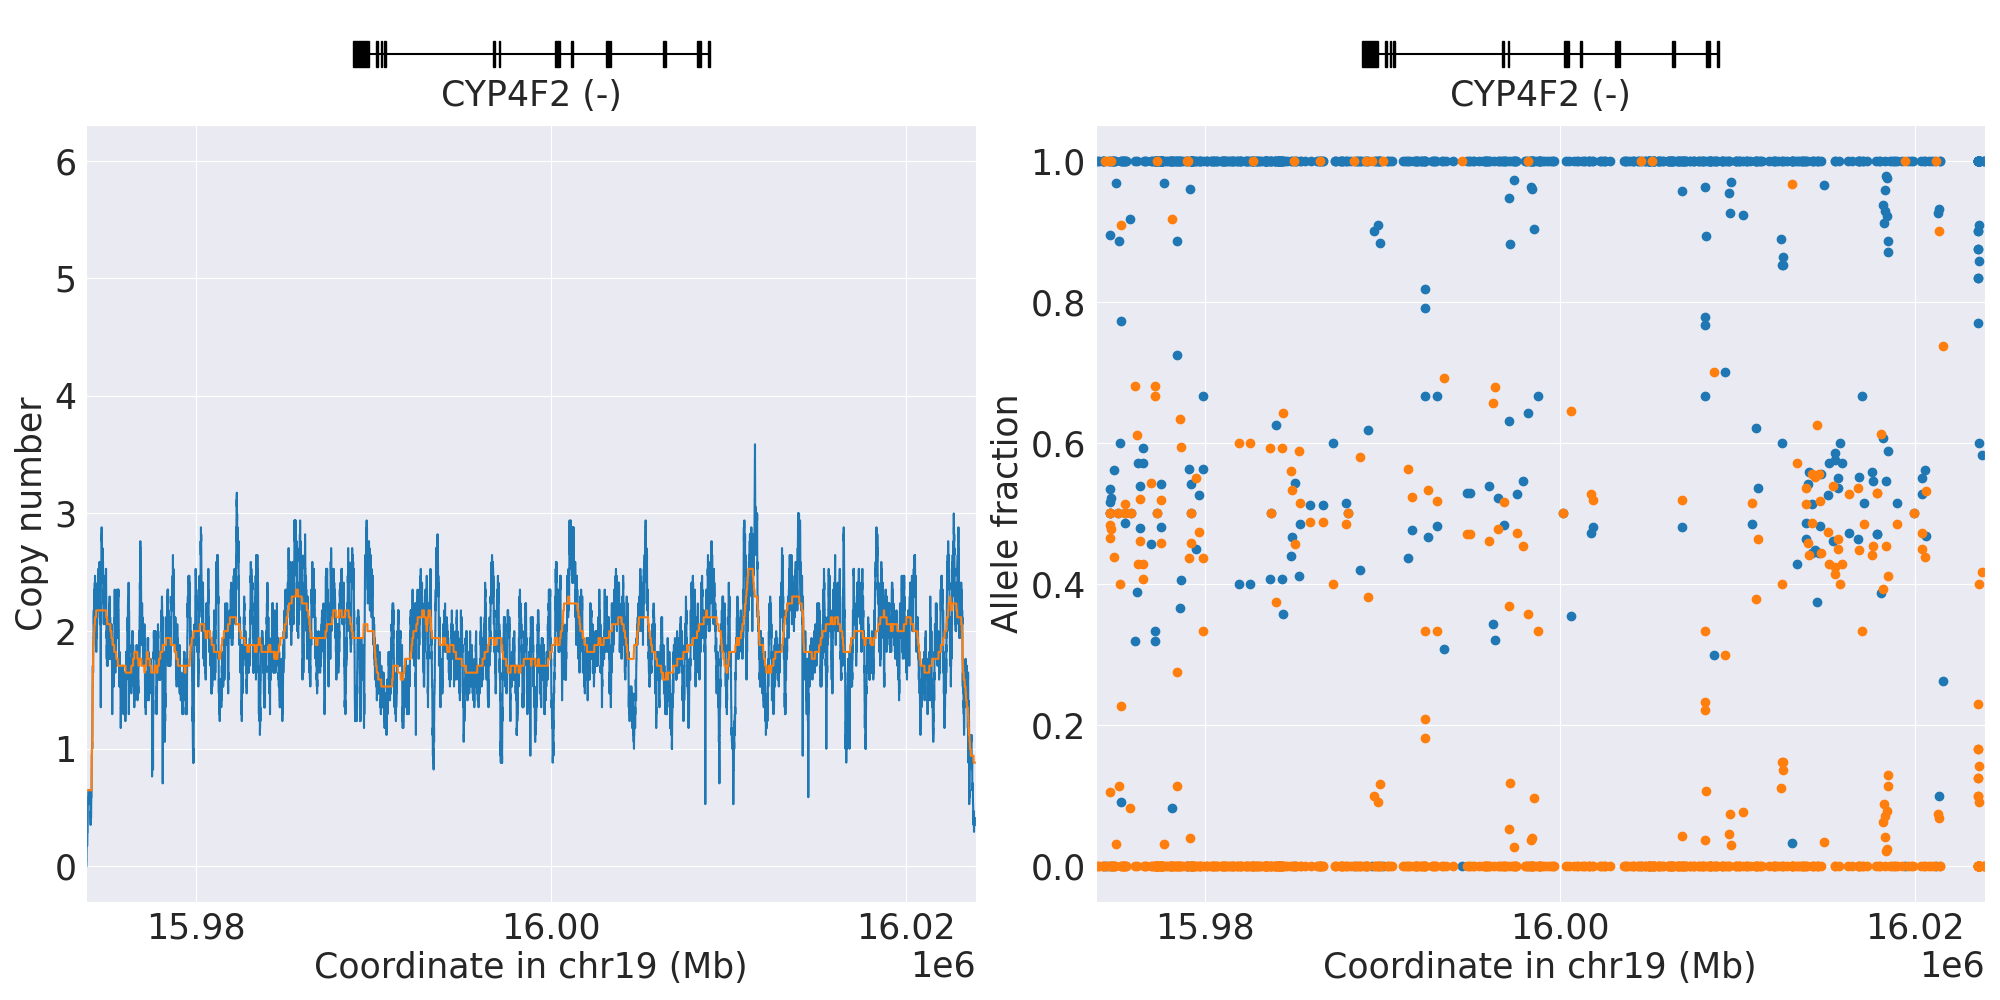 CYP4F2 (-)
Copy number
6
5
4
3
2
1
0
15.98
16.00
16.02
Coordinate in chr19 (Mb)
1e6
CYP4F2 (-)
Allele fraction
1.0
0.8
0.6
0.4
0.2
0.0
15.98
16.00
16.02
Coordinate in chr19 (Mb)
1e6